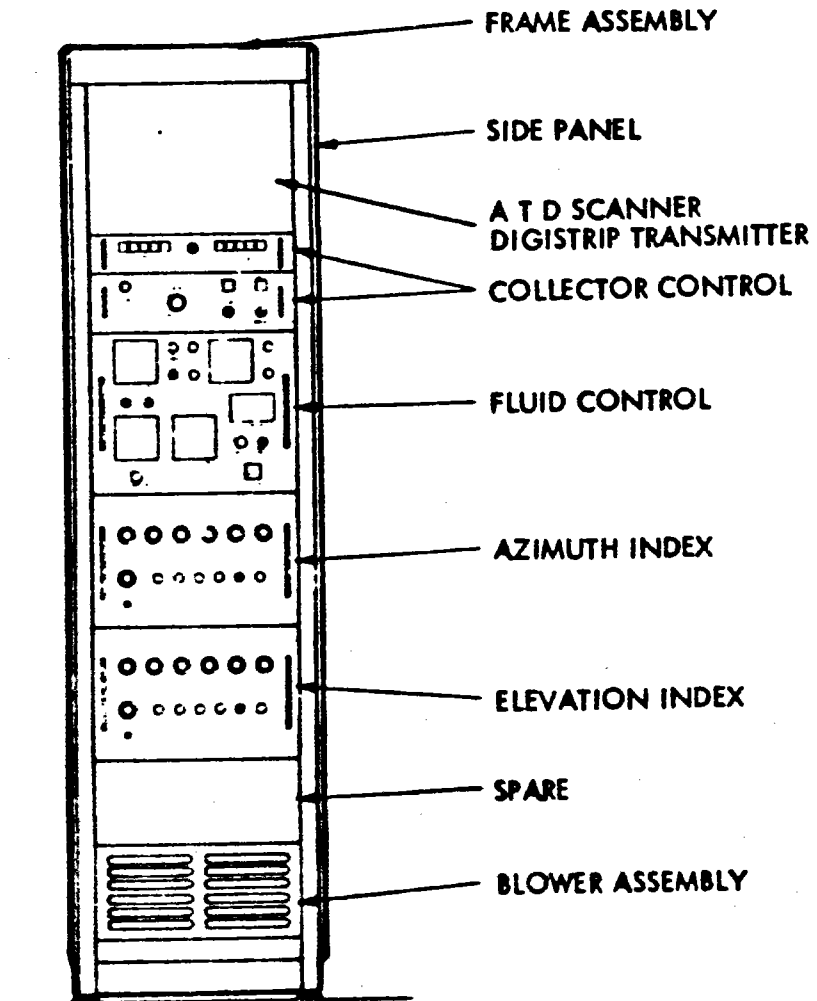 FRAME ASSEMBLY
SIDE PANEL
A T D SCANNER
DIGISTRIP TRANSMITTER
COLLECTOR CONTROL
FLUID CONTROL
AZIMUTH INDEX
ELEVATION INDEX
SPARE
BLOWER ASSEMBLY